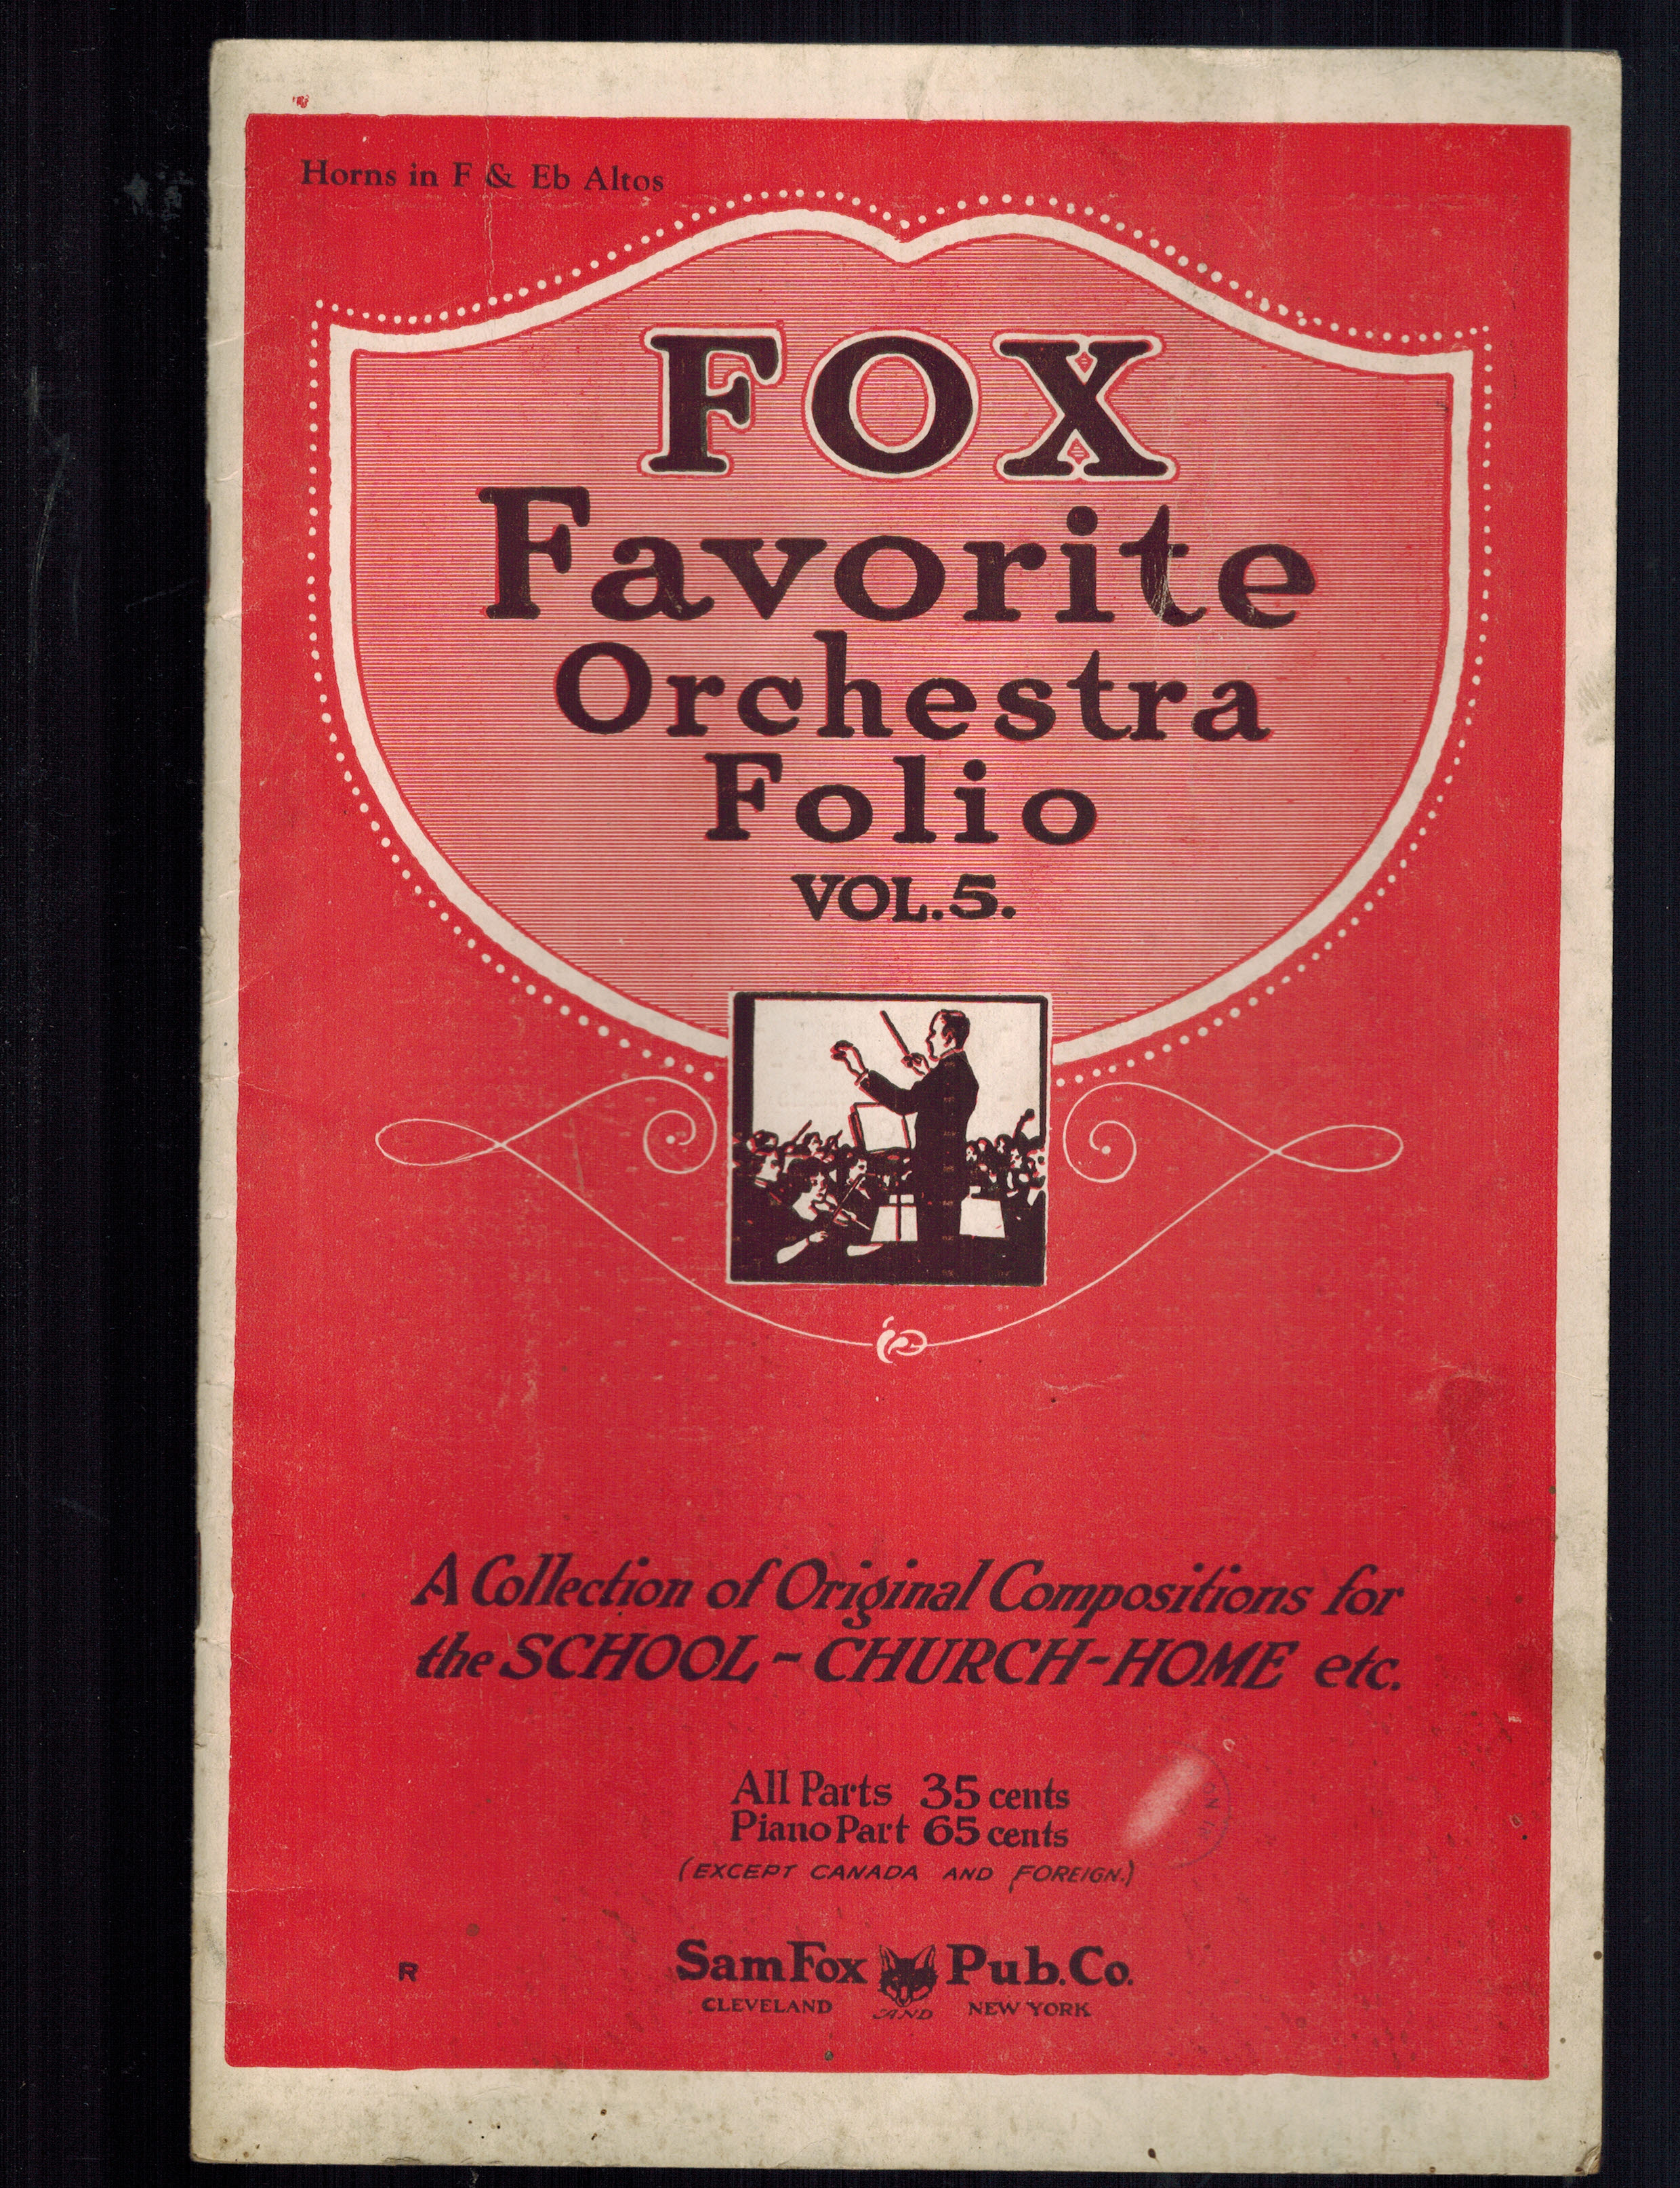 Horns in F & Eb Altos
FOX
Favorite
Orchestra
Folio
VOL.5.
A Collection of Original Compositions for
the SCHOOL - CHURCH - HOME etc.
All Parts 35 cents
Piano Part 65 cents
(EXCEPT CANADA AND FOREIGN.)
R
Sam Fox Pub. Co.
CLEVELAND AND NEW YORK